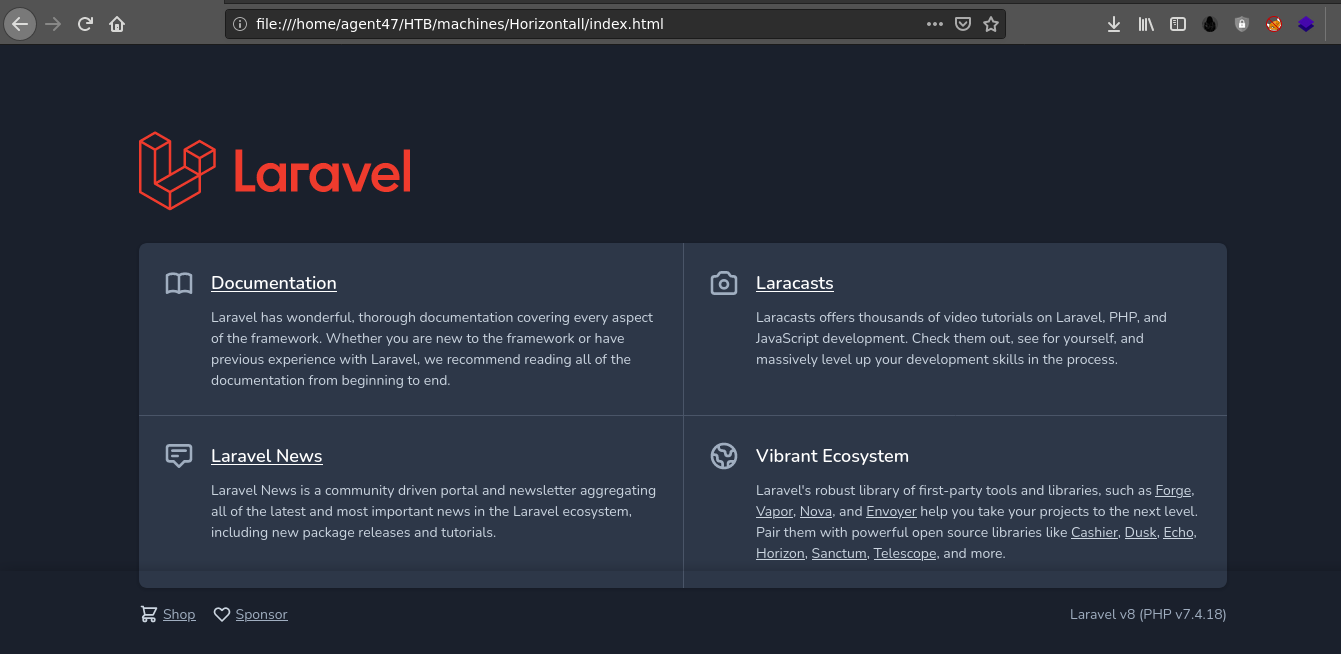 file:///home/agent47/HTB/machines/Horizontall/index.html
Laravel
Documentation
Laravel has wonderful, thorough documentation covering every aspect
of the framework. Whether you are new to the framework or have
previous experience with Laravel, we recommend reading all of the
documentation from beginning to end.
Laracasts
Laracasts offers thousands of video tutorials on Laravel, PHP, and
JavaScript development. Check them out, see for yourself, and
massively level up your development skills in the process.
Laravel News
Laravel News is a community driven portal and newsletter aggregating
all of the latest and most important news in the Laravel ecosystem,
including new package releases and tutorials.
Vibrant Ecosystem
Laravel's robust library of first-party tools and libraries, such as Forge,
Vapor, Nova, and Envoyer help you take your projects to the next level.
Pair them with powerful open source libraries like Cashier, Dusk, Echo,
Horizon, Sanctum, Telescope, and more.
Shop Sponsor
Laravel v8 (PHP v7.4.18)